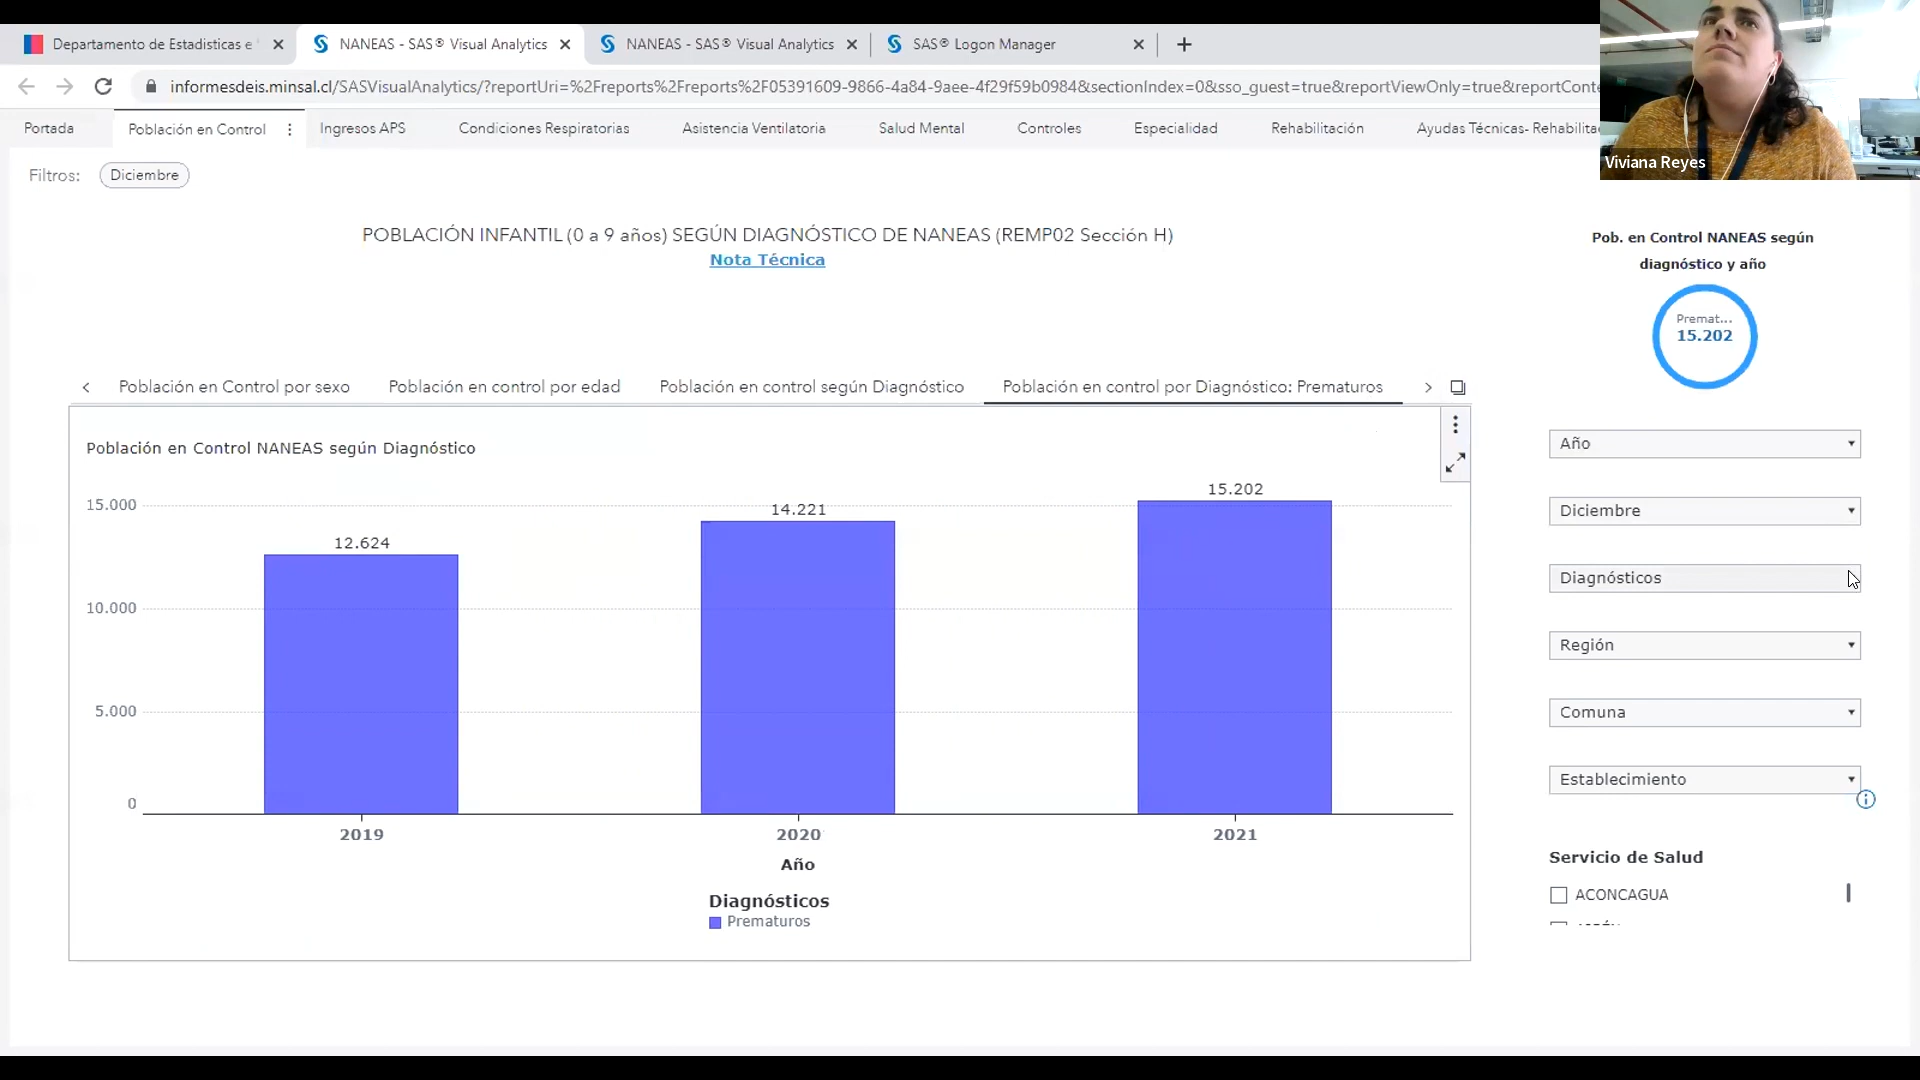 Departamento de Estadisticas e
NANEAS - SAS® Visual Analytics
NANEAS - SAS® Visual Analytics
SAS® Logon Manager
informesdeis.minsal.cl/SASVisualAnalytics/?reportUri=%2Freports%2Freports%2F05391609-9866-4a84-9aee-4f29f59b0984&sectionIndex=0&sso_guest=true&reportViewOnly=true&reportConte
Portada
Población en Control
Ingresos APS
Condiciones Respiratorias
Asistencia Ventilatoria
Salud Mental
Controles
Especialidad
Rehabilitación
Ayudas Técnicas- Rehabilita
Viviana Reyes
Filtros:
Diciembre
POBLACIÓN INFANTIL (0 a 9 años) SEGÚN DIAGNÓSTICO DE NANEAS (REMP02 Sección H)
Nota Técnica
Pob. en Control NANEAS según
diagnóstico y año
Premat...
15.202
Población en Control por sexo
Población en control por edad
Población en control según Diagnóstico
Población en control por Diagnóstico: Prematuros
Población en Control NANEAS según Diagnóstico
15.000
10.000
5.000
0
12.624
14.221
15.202
2019
2020
2021
Año
Diagnósticos
Prematuros
Año
Diciembre
Diagnósticos
Región
Comuna
Establecimiento
Servicio de Salud
ACONCAGUA